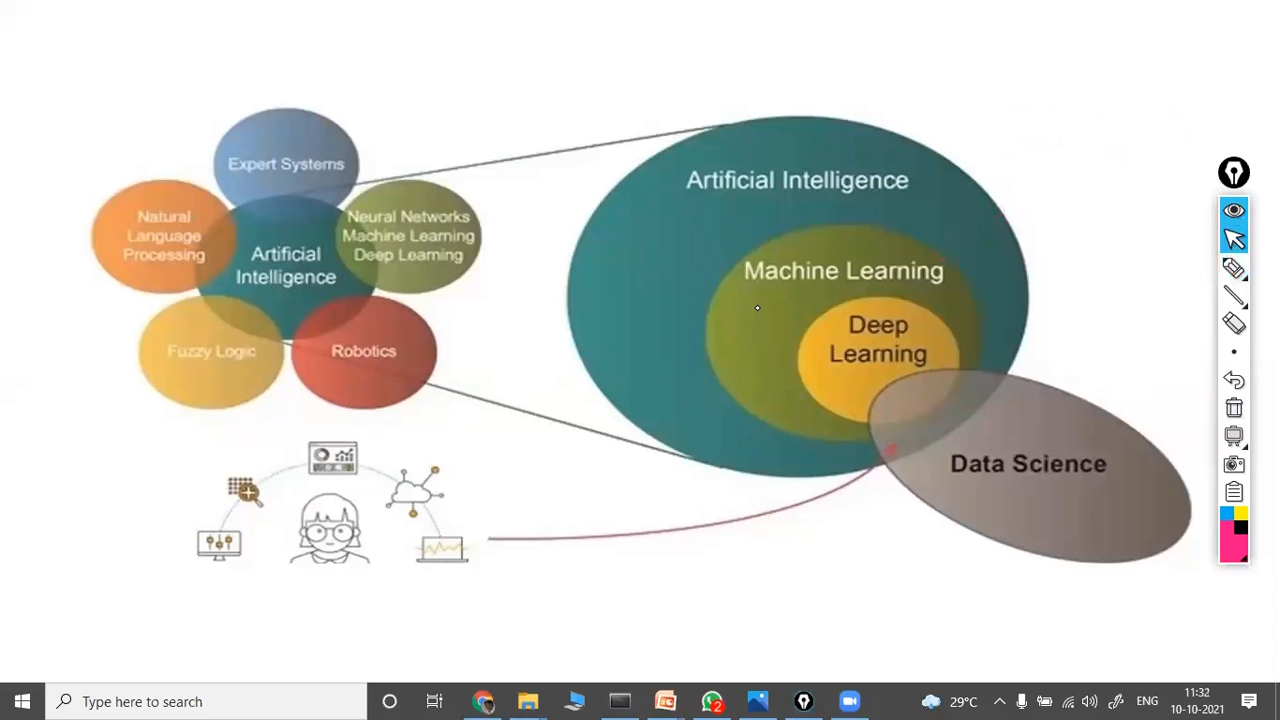 Expert Systems
Natural
Language
Processing
Neural Networks
Machine Learning
Deep Learning
Artificial
Intelligence
Fuzzy Logic
Robotics
Artificial Intelligence
Machine Learning
Deep
Learning
Data Science
Type here to search
2
29°C
ENG
11:32
10-10-2021